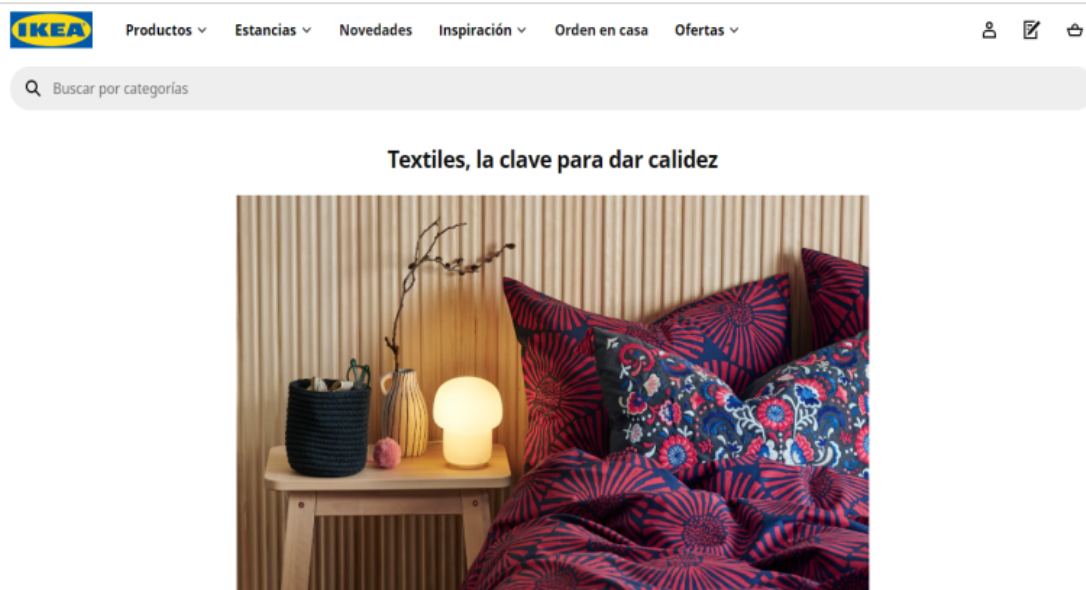 IKEA
Productos Estancias Novedades Inspiración Orden en casa Ofertas
Buscar por categorías
Textiles, la clave para dar calidez